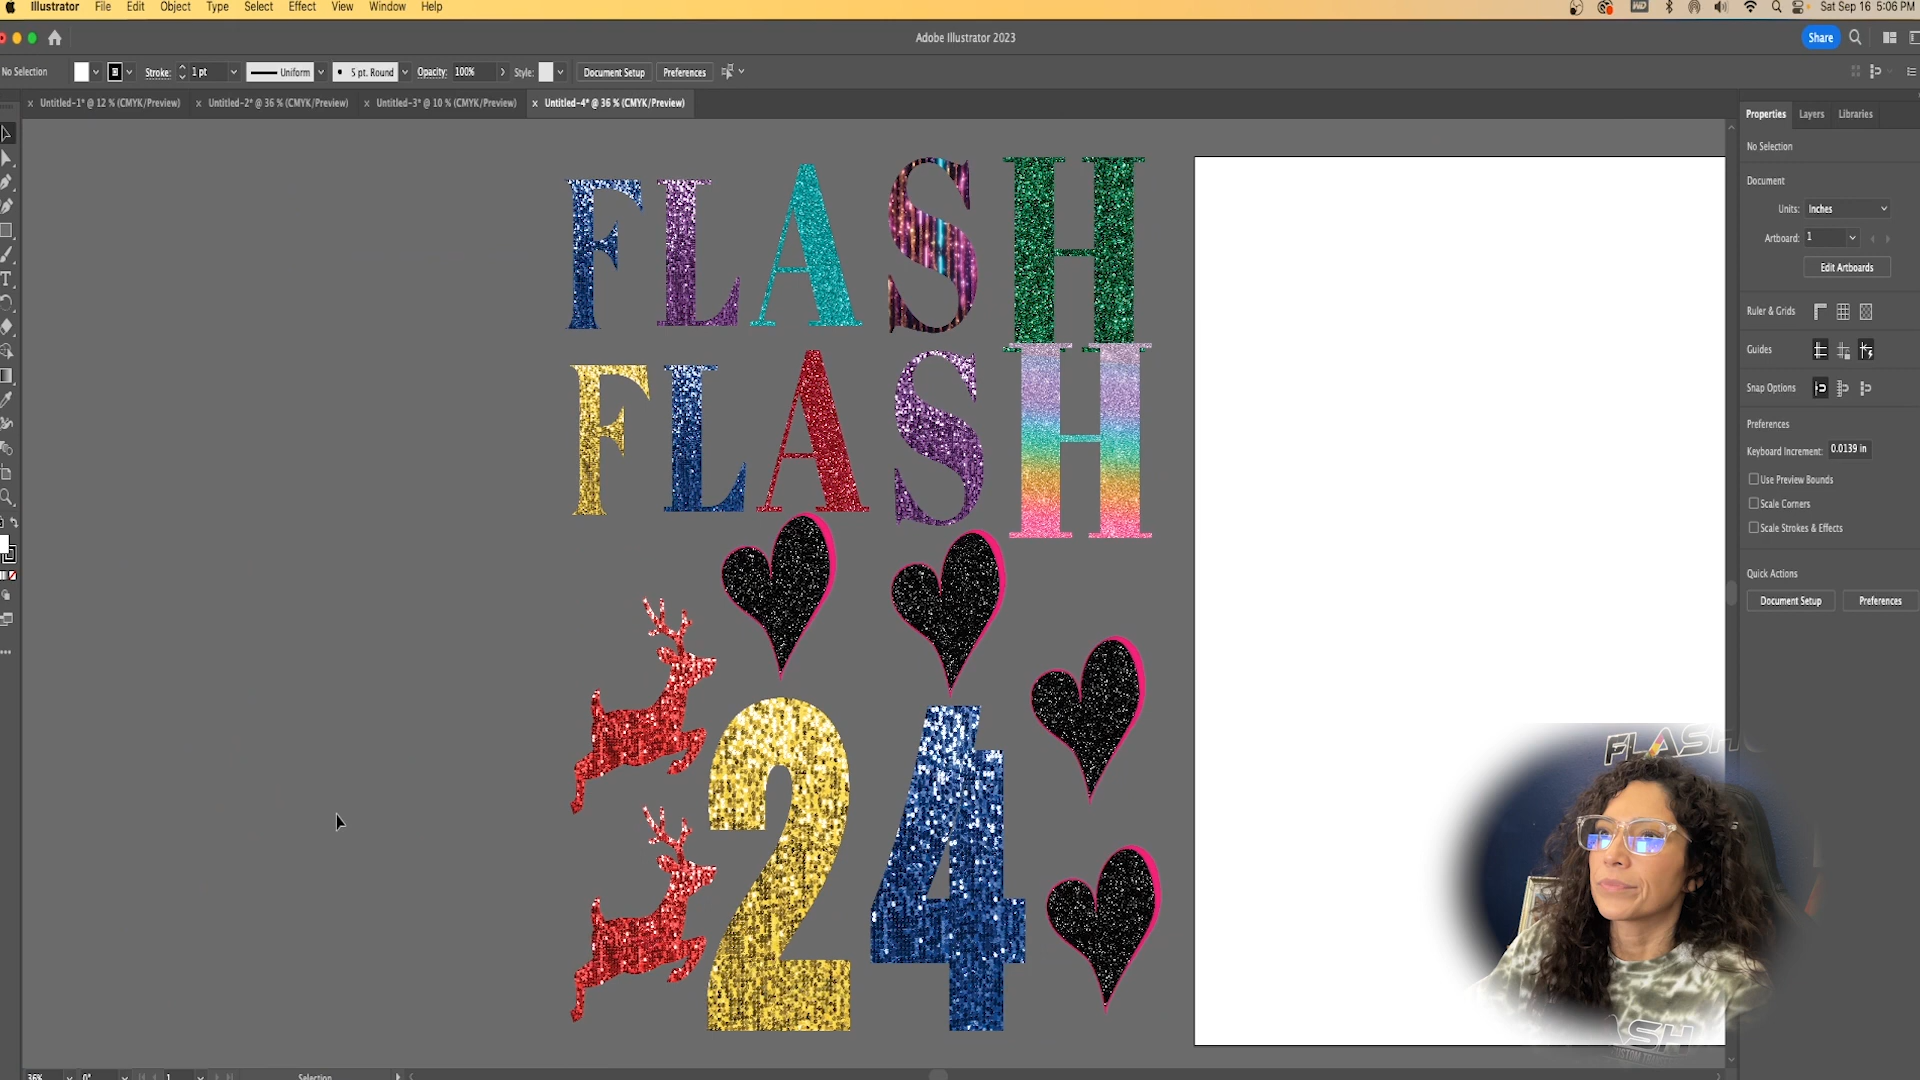 Illustrator File Edit Object Type Select Effect View Window Help
Sat Sep 16 5:06 PM
Adobe Illustrator 2023
Share
No Selection
Stroke: 1 pt Uniform 5 pt. Round Opacity: 100% Style: Document Setup Preferences
Untitled-1* @ 12 % (CMYK/Preview) Untitled-2* @ 36 % (CMYK/Preview) Untitled-3* @ 10 % (CMYK/Preview) Untitled-4* @ 36 % (CMYK/Preview)
Properties Layers Libraries
No Selection
Document
Units: Inches
Artboard: 1
Edit Artboards
Ruler & Grids
Guides
Snap Options
Preferences
Keyboard Increment: 0.0139 in
Use Preview Bounds
Scale Corners
Scale Strokes & Effects
Quick Actions
Document Setup Preferences
FLASH
FLASH
24
FLASH
36% 0° 1 Selection